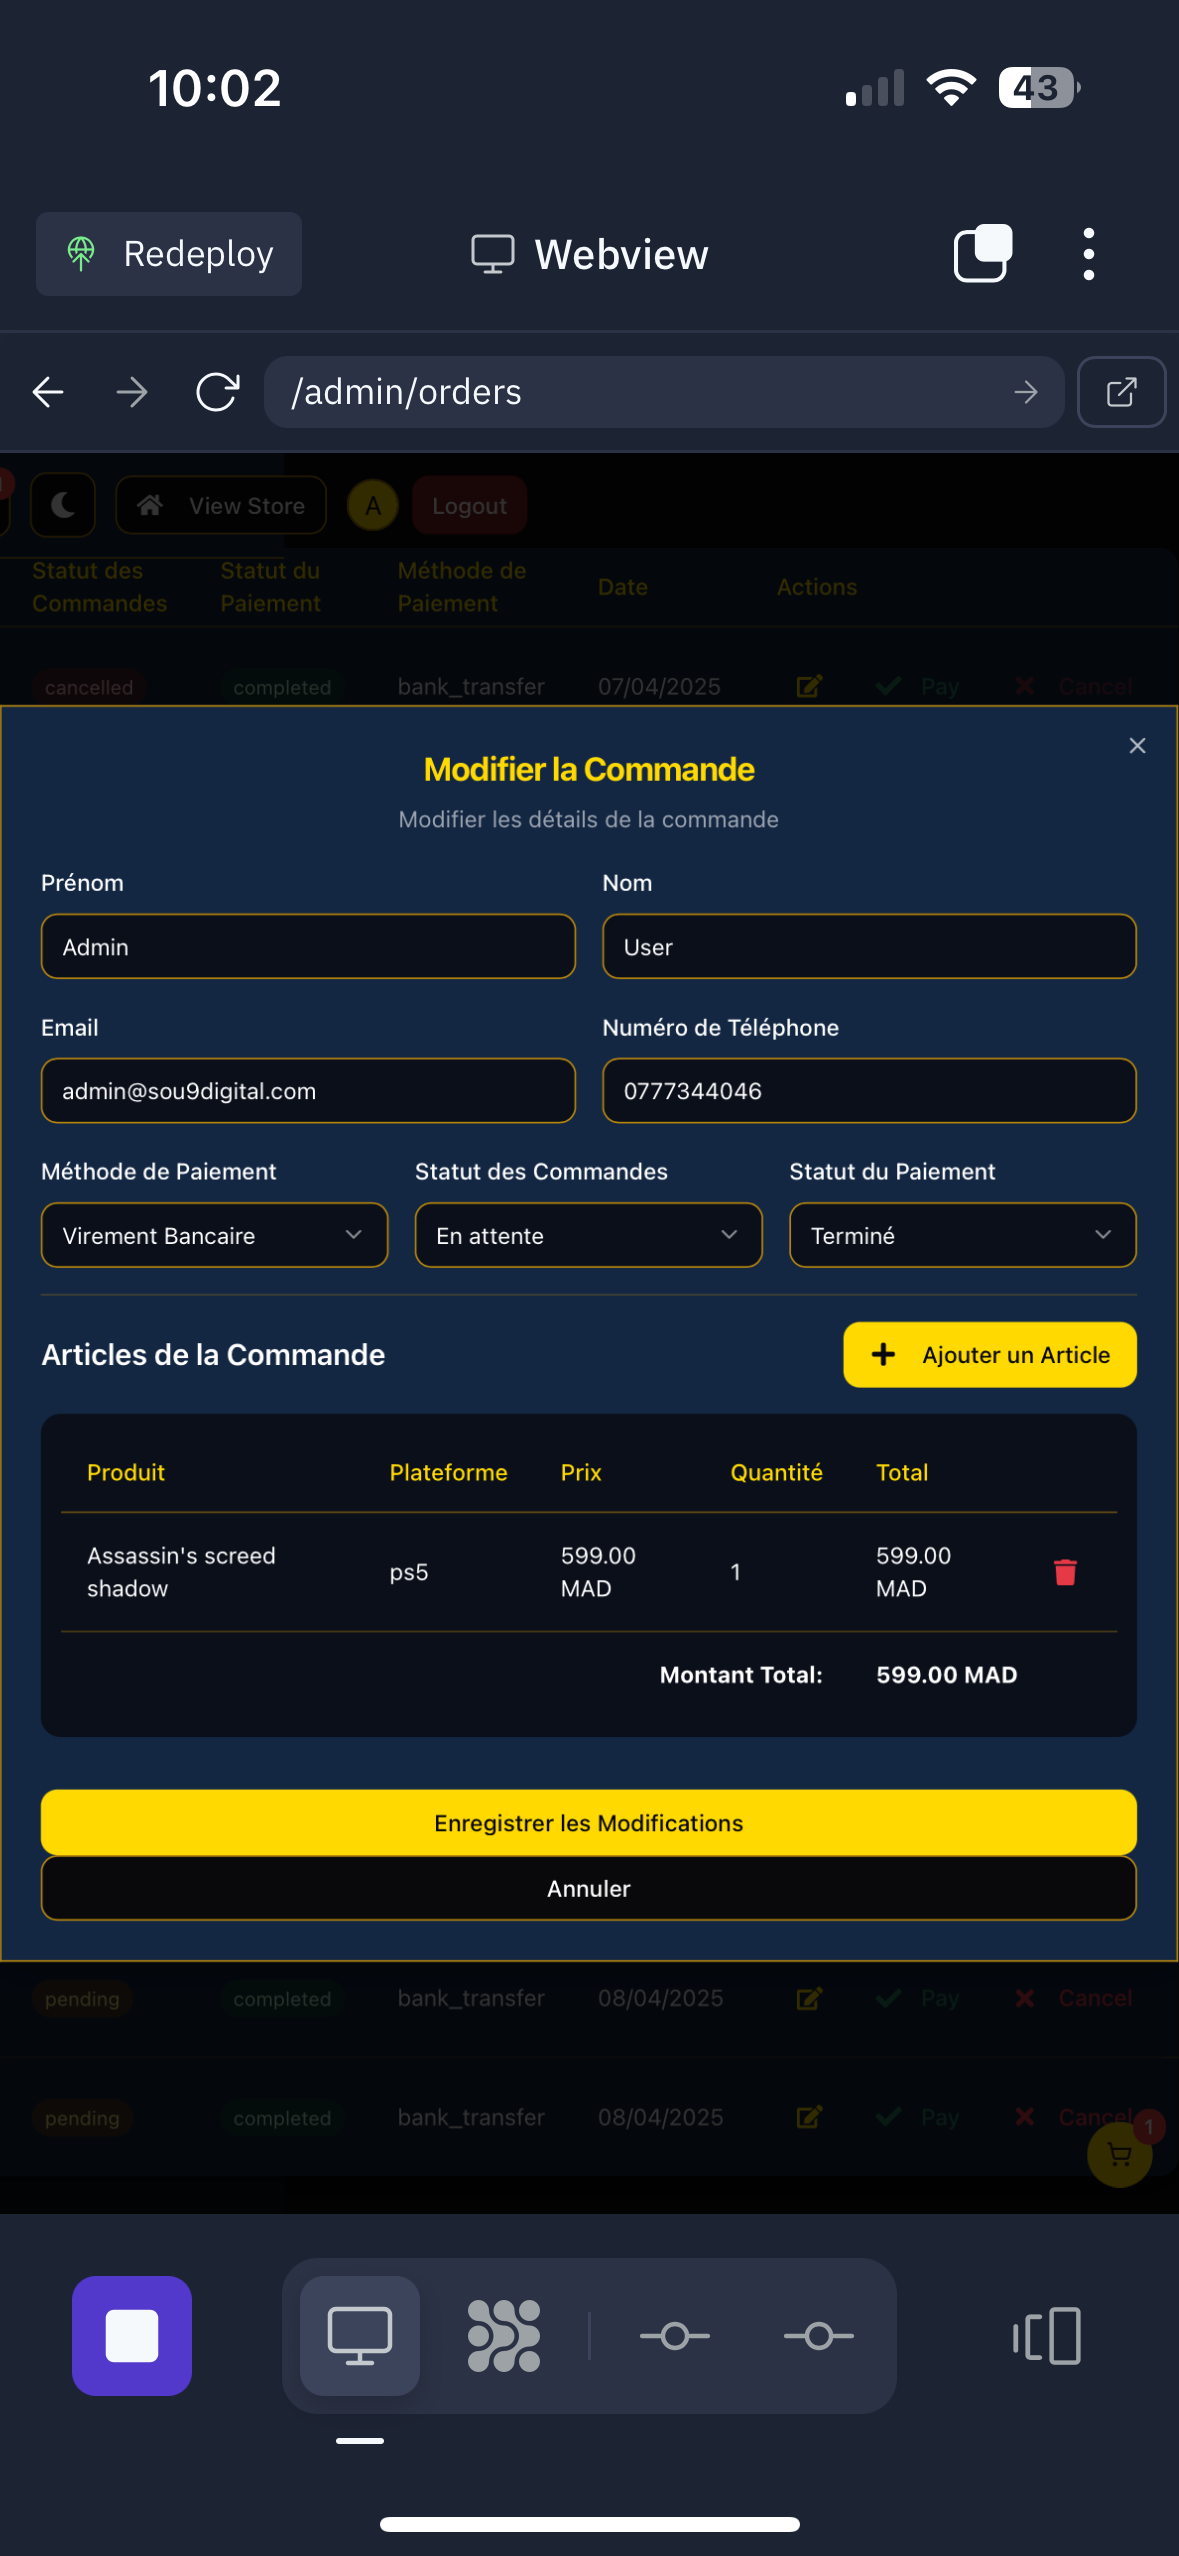 10:02
43
Redeploy
Webview
/admin/orders
View Store
A
Logout
Statut des Commandes
Statut du Paiement
Méthode de Paiement
Date
Actions
cancelled
completed
bank_transfer
07/04/2025
Pay
Cancel
Modifier la Commande
Modifier les détails de la commande
Prénom
Nom
Admin
User
Email
Numéro de Téléphone
admin@sou9digital.com
0777344046
Méthode de Paiement
Statut des Commandes
Statut du Paiement
Virement Bancaire
En attente
Terminé
Articles de la Commande
Ajouter un Article
Produit
Plateforme
Prix
Quantité
Total
Assassin's screed
shadow
ps5
599.00
MAD
1
599.00
MAD
Montant Total:
599.00 MAD
Enregistrer les Modifications
Annuler
pending
completed
bank_transfer
08/04/2025
Pay
Cancel
pending
completed
bank_transfer
08/04/2025
Pay
Cancel
1